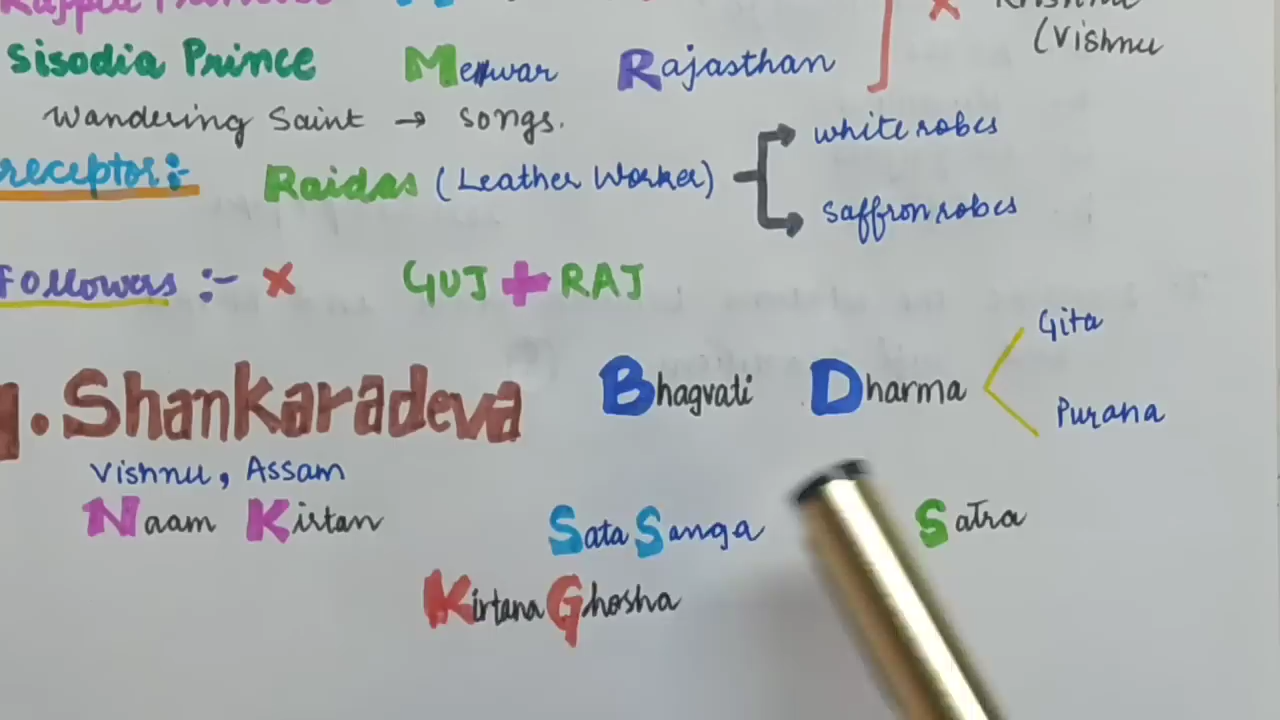 Sisodia Prince Merwar Rajasthan
(Vishnu
Wandering Saint → songs.
receptor:-
Raidas (Leather Worker)
white robes
saffron robes
Followers :- × GUJ + RAJ
. Shankaradeva
Bhagvati Dharma
Gita
Purana
Vishnu, Assam
Naam Kirtan
Sata Sanga
Satra
Kirtana Ghosha